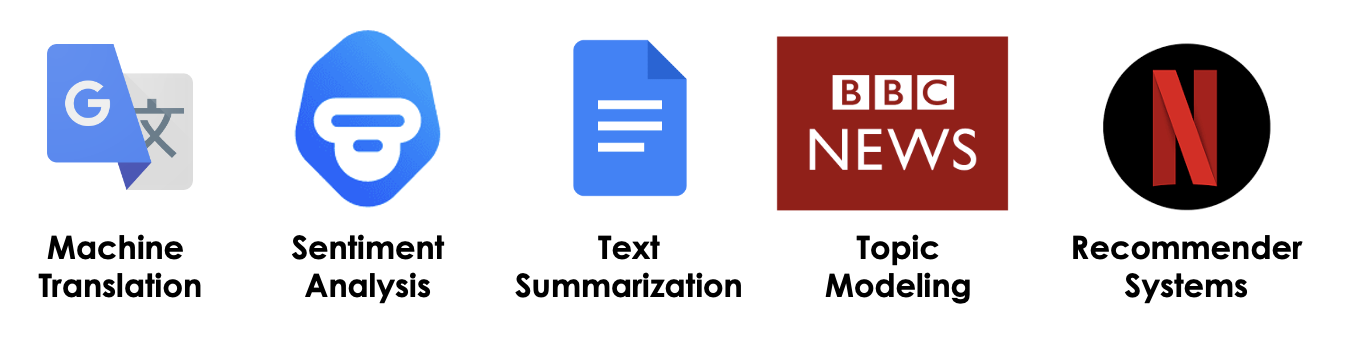 G 文
BBC
NEWS
N
Machine
Translation
Sentiment
Analysis
Text
Summarization
Topic
Modeling
Recommender
Systems